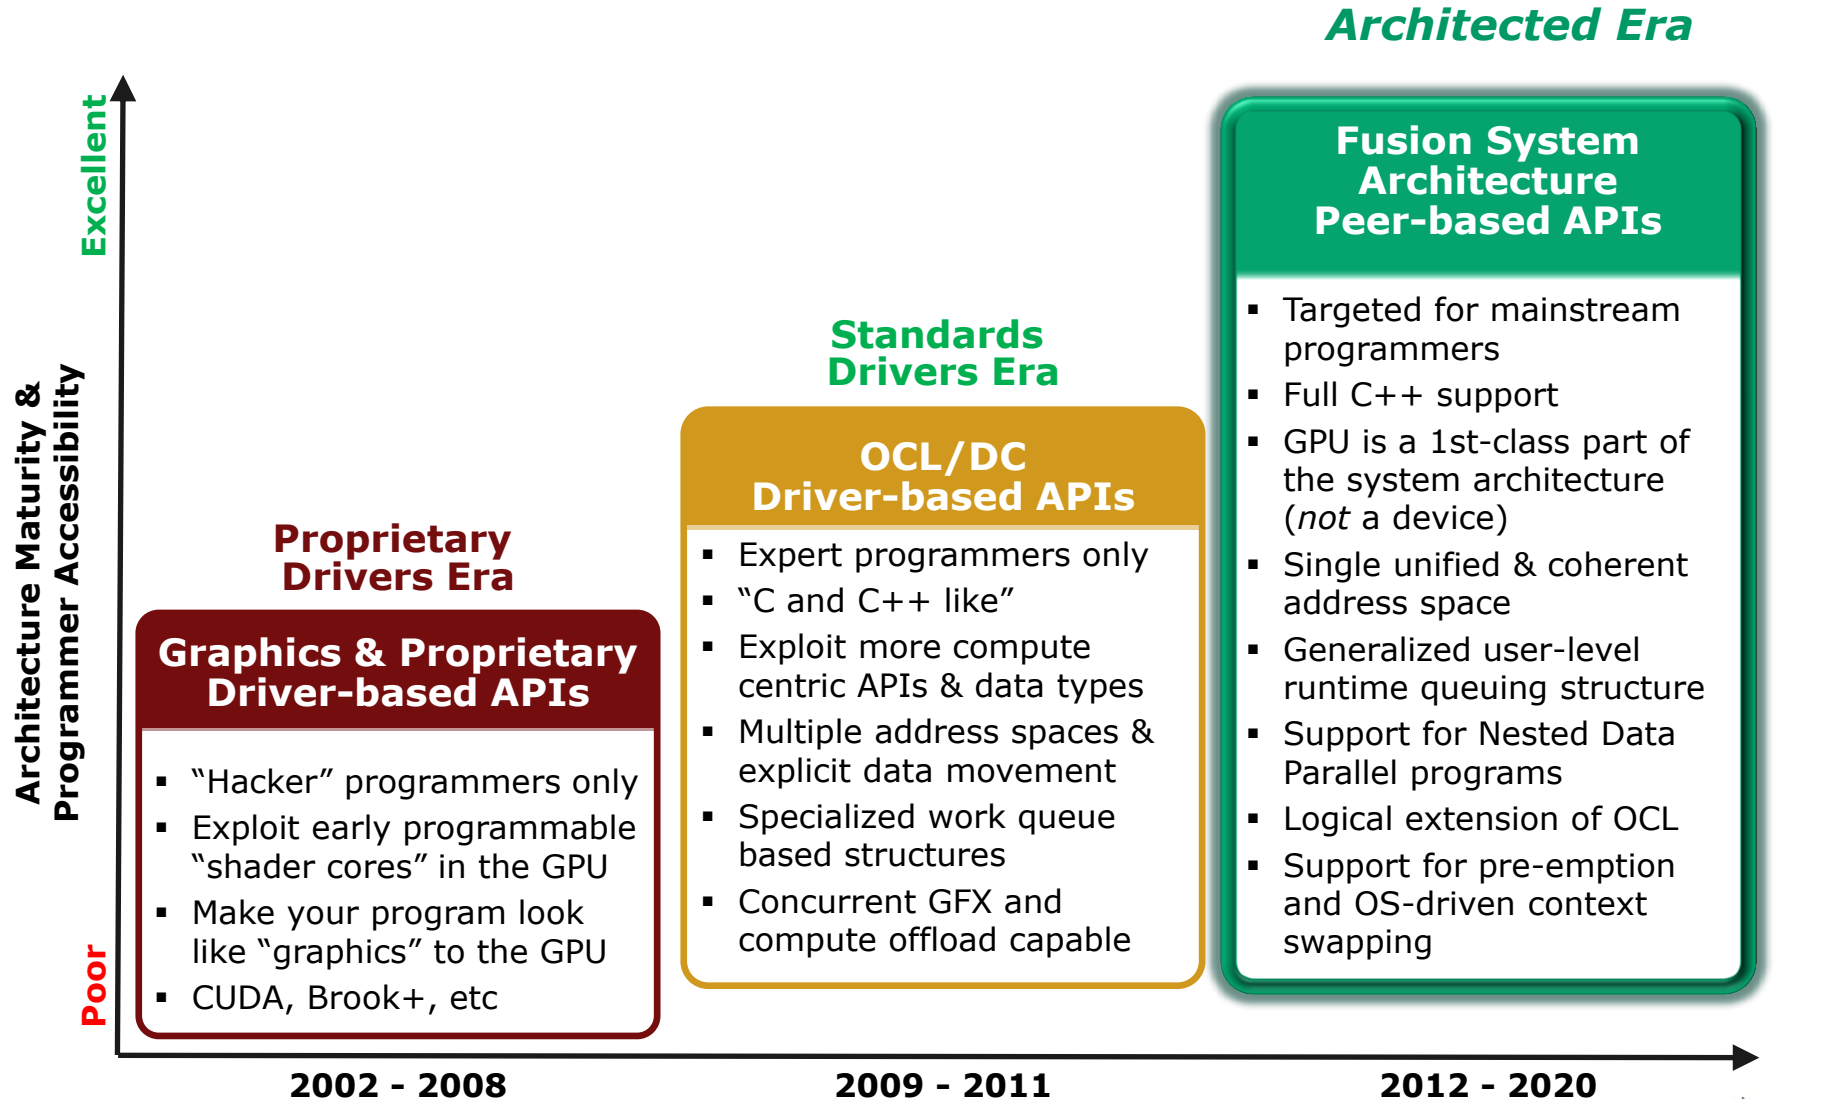 Architected Era
Excellent
Architecture Maturity &
Programmer Accessibility
Poor
Proprietary
Drivers Era
Graphics & Proprietary
Driver-based APIs
▪ “Hacker” programmers only
▪ Exploit early programmable
“shader cores” in the GPU
▪ Make your program look
like “graphics” to the GPU
▪ CUDA, Brook+, etc
2002 - 2008
Standards
Drivers Era
OCL/DC
Driver-based APIs
▪ Expert programmers only
▪ “C and C++ like”
▪ Exploit more compute
centric APIs & data types
▪ Multiple address spaces &
explicit data movement
▪ Specialized work queue
based structures
▪ Concurrent GFX and
compute offload capable
2009 - 2011
Fusion System
Architecture
Peer-based APIs
▪ Targeted for mainstream
programmers
▪ Full C++ support
▪ GPU is a 1st-class part of
the system architecture
(not a device)
▪ Single unified & coherent
address space
▪ Generalized user-level
runtime queuing structure
▪ Support for Nested Data
Parallel programs
▪ Logical extension of OCL
▪ Support for pre-emption
and OS-driven context
swapping
2012 - 2020